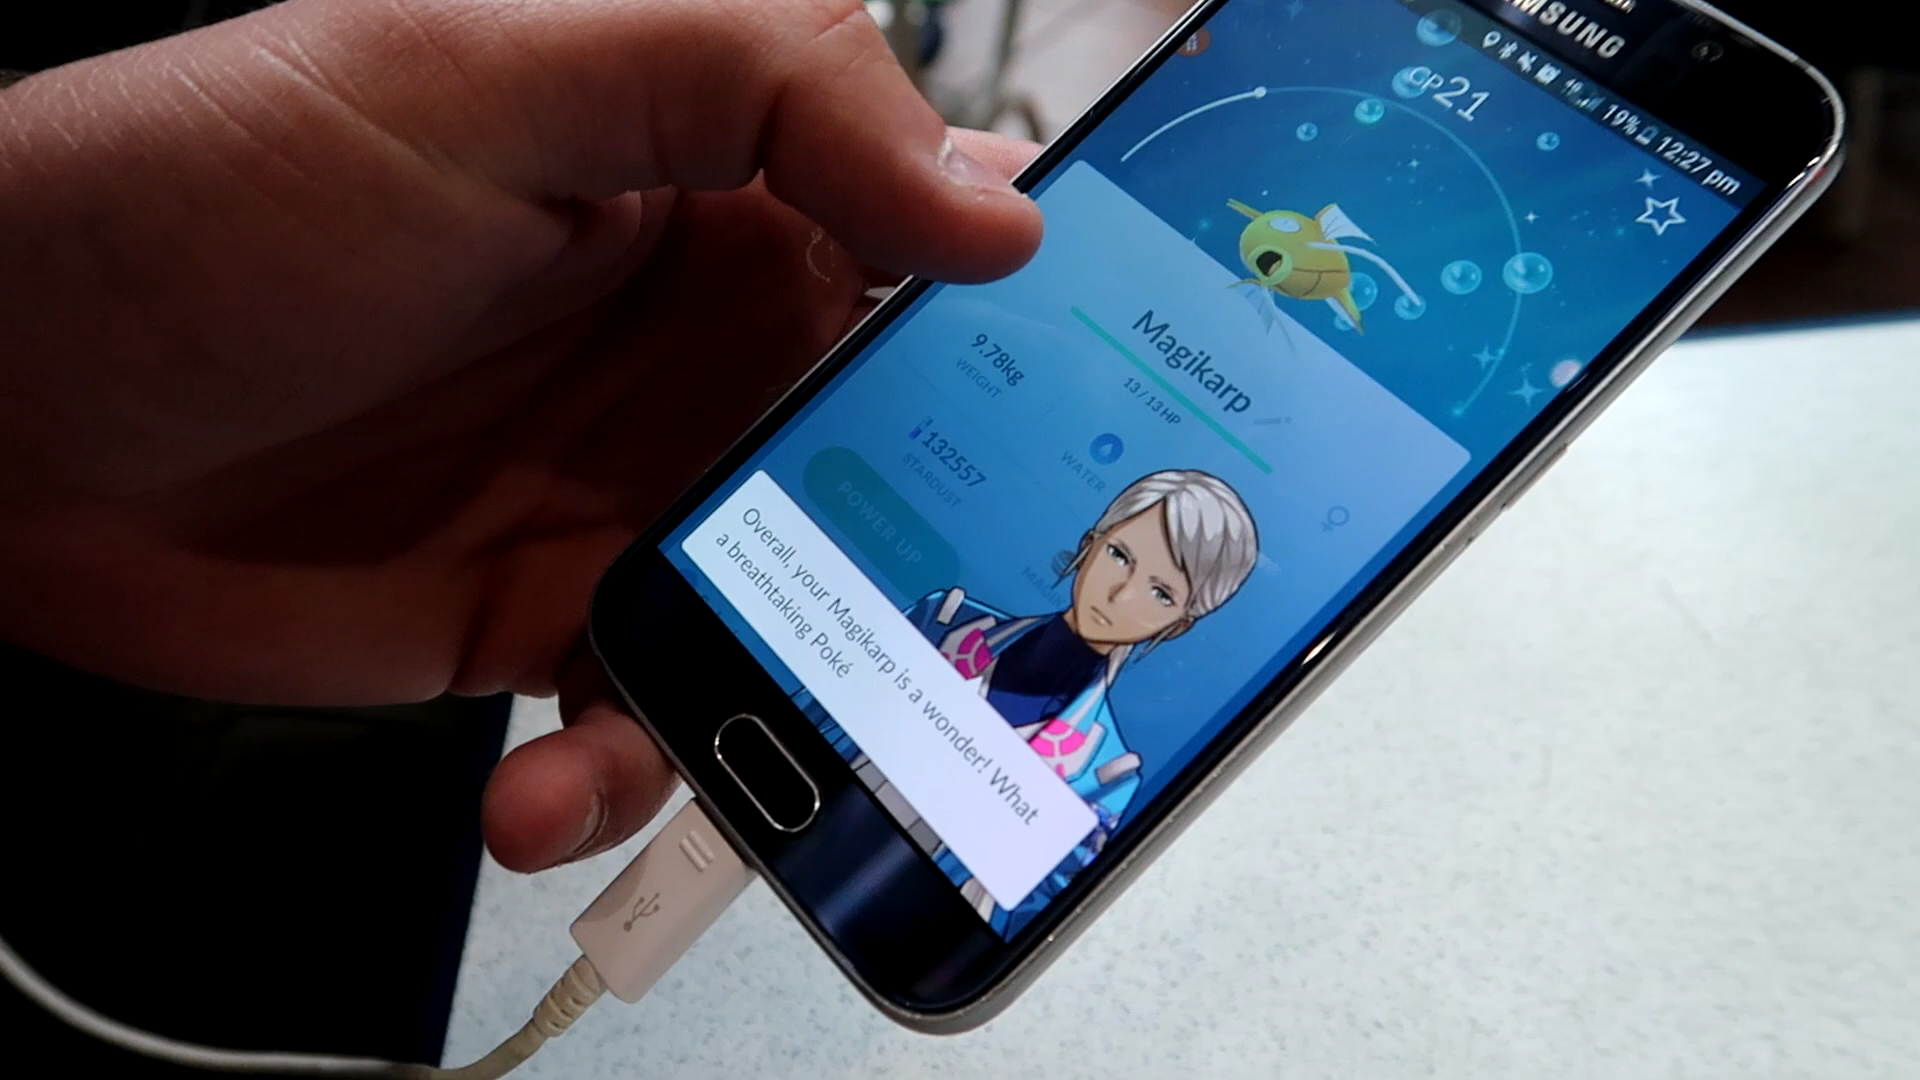 SAMSUNG
19% 12:27 pm
CP21
Magikarp
13 / 13 HP
9.78kg
WEIGHT
WATER
132557
STARDUST
POWER UP
Overall, your Magikarp is a wonder! What
a breathtaking Poké